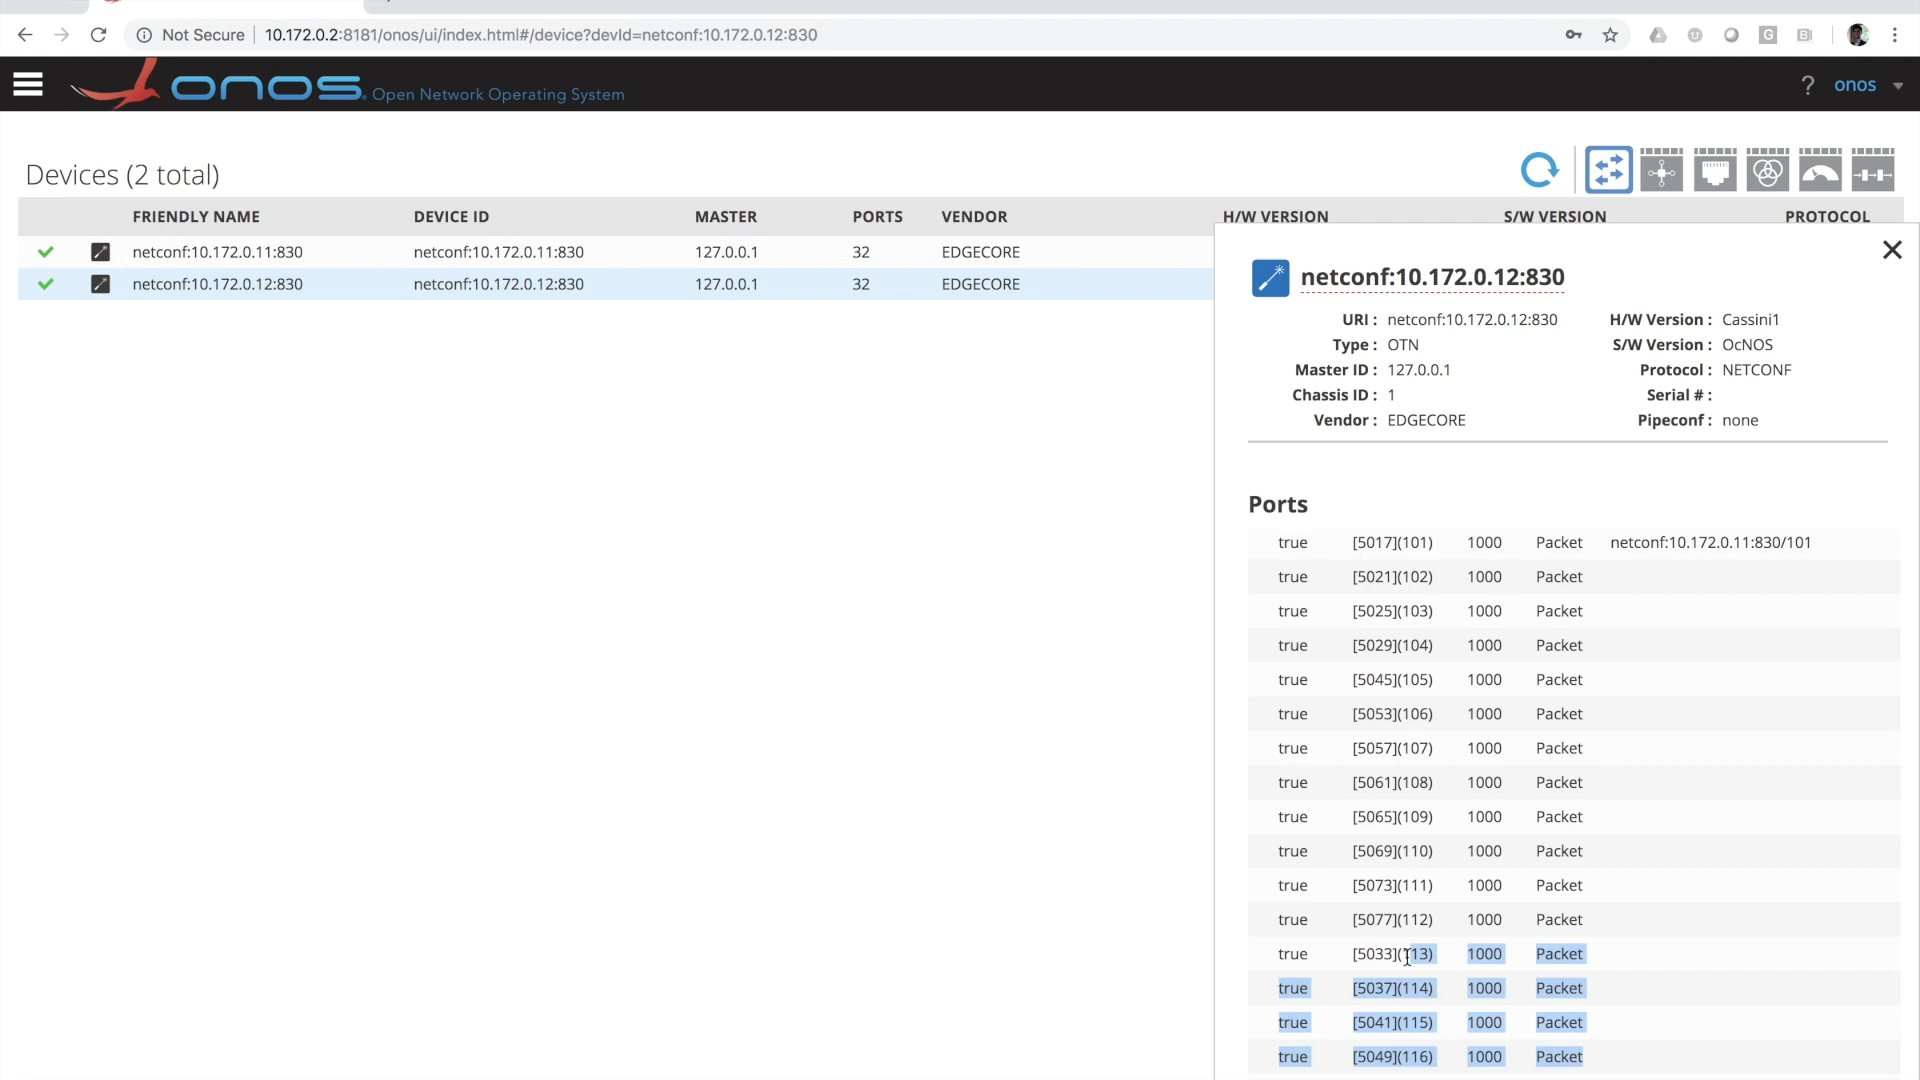 Not Secure 10.172.0.2:8181/onos/ui/index.html#/device?devId=netconf:10.172.0.12:830
onos Open Network Operating System
? onos
Devices (2 total)
FRIENDLY NAME DEVICE ID MASTER PORTS VENDOR H/W VERSION S/W VERSION PROTOCOL
netconf:10.172.0.11:830 netconf:10.172.0.11:830 127.0.0.1 32 EDGECORE
netconf:10.172.0.12:830 netconf:10.172.0.12:830 127.0.0.1 32 EDGECORE
netconf:10.172.0.12:830
URI : netconf:10.172.0.12:830 H/W Version : Cassini1
Type : OTN S/W Version : OcNOS
Master ID : 127.0.0.1 Protocol : NETCONF
Chassis ID : 1 Serial # :
Vendor : EDGECORE Pipeconf : none
Ports
true [5017](101) 1000 Packet netconf:10.172.0.11:830/101
true [5021](102) 1000 Packet
true [5025](103) 1000 Packet
true [5029](104) 1000 Packet
true [5045](105) 1000 Packet
true [5053](106) 1000 Packet
true [5057](107) 1000 Packet
true [5061](108) 1000 Packet
true [5065](109) 1000 Packet
true [5069](110) 1000 Packet
true [5073](111) 1000 Packet
true [5077](112) 1000 Packet
true [5033](113) 1000 Packet
true [5037](114) 1000 Packet
true [5041](115) 1000 Packet
true [5049](116) 1000 Packet